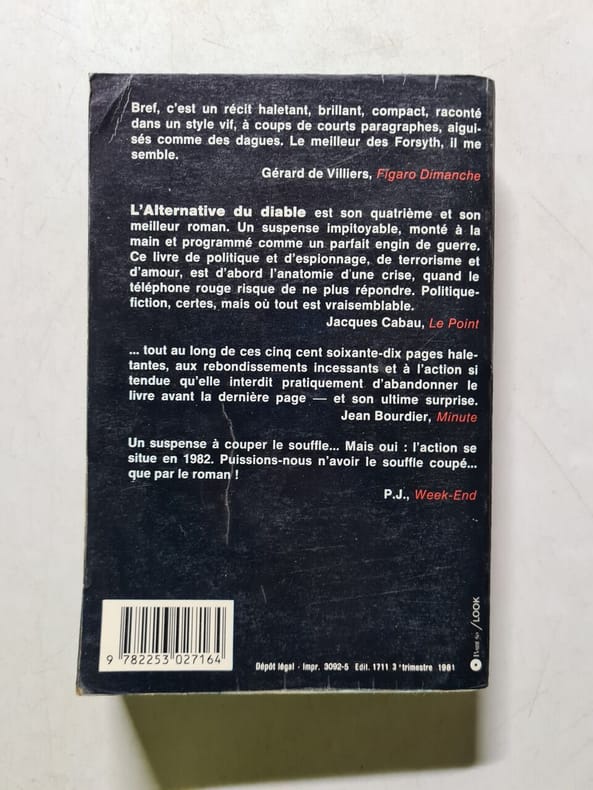 Bref, c'est un récit haletant, brillant, compact, raconté
dans un style vif, à coups de courts paragraphes, aigui-
sés comme des dagues. Le meilleur des Forsyth, il me
semble.
Gérard de Villiers, Figaro Dimanche
L'Alternative du diable est son quatrième et son
meilleur roman. Un suspense impitoyable, monté à la
main et programmé comme un parfait engin de guerre.
Ce livre de politique et d'espionnage, de terrorisme et
d'amour, est d'abord l'anatomie d'une crise, quand le
téléphone rouge risque de ne plus répondre. Politique-
fiction, certes, mais où tout est vraisemblable.
Jacques Cabau, Le Point
... tout au long de ces cinq cent soixante-dix pages hale-
tantes, aux rebondissements incessants et à l'action si
tendue qu'elle interdit pratiquement d'abandonner le
livre avant la dernière page — et son ultime surprise.
Jean Bourdier, Minute
Un suspense à couper le souffle... Mais oui : l'action se
situe en 1982. Puissions-nous n'avoir le souffle coupé...
que par le roman !
P.J., Week-End
9 782253 027164
Dépôt légal - Impr. 3092-5 Edit. 1711 3e trimestre 1981
/LOOK